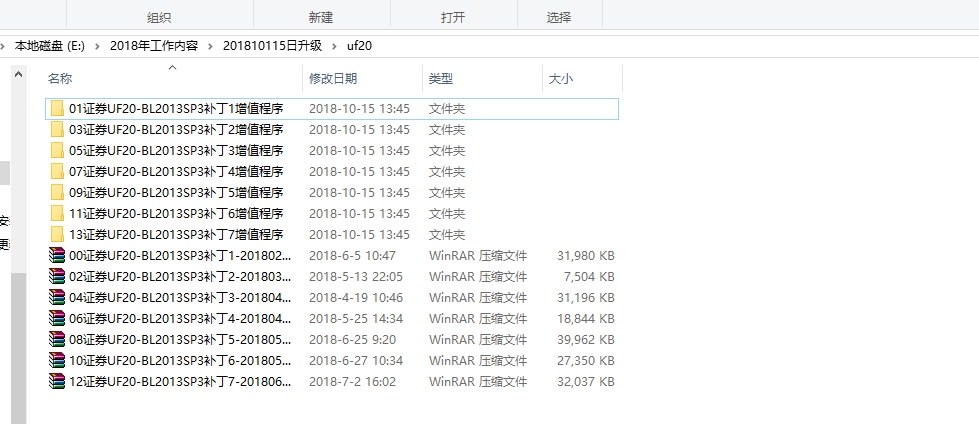 组织 新建 打开 选择
本地磁盘 (E:) 2018年工作内容 201810115日升级 uf20
名称 修改日期 类型 大小
01证券UF20-BL2013SP3补丁1增值程序 2018-10-15 13:45 文件夹
03证券UF20-BL2013SP3补丁2增值程序 2018-10-15 13:45 文件夹
05证券UF20-BL2013SP3补丁3增值程序 2018-10-15 13:45 文件夹
07证券UF20-BL2013SP3补丁4增值程序 2018-10-15 13:45 文件夹
09证券UF20-BL2013SP3补丁5增值程序 2018-10-15 13:45 文件夹
11证券UF20-BL2013SP3补丁6增值程序 2018-10-15 13:45 文件夹
13证券UF20-BL2013SP3补丁7增值程序 2018-10-15 13:45 文件夹
00证券UF20-BL2013SP3补丁1-201802... 2018-6-5 10:47 WinRAR 压缩文件 31,980 KB
02证券UF20-BL2013SP3补丁2-201803... 2018-5-13 22:05 WinRAR 压缩文件 7,504 KB
04证券UF20-BL2013SP3补丁3-201804... 2018-4-19 10:46 WinRAR 压缩文件 31,196 KB
06证券UF20-BL2013SP3补丁4-201804... 2018-5-25 14:34 WinRAR 压缩文件 18,844 KB
08证券UF20-BL2013SP3补丁5-201805... 2018-6-25 9:20 WinRAR 压缩文件 39,962 KB
10证券UF20-BL2013SP3补丁6-201805... 2018-6-27 10:34 WinRAR 压缩文件 27,350 KB
12证券UF20-BL2013SP3补丁7-201806... 2018-7-2 16:02 WinRAR 压缩文件 32,037 KB